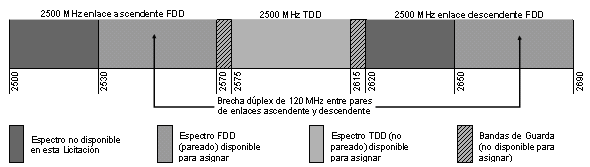 2500 MHz enlace ascendente FDD
2500 MHz TDD
2500 MHz enlace descendente FDD
2500
2530
2570
2575
2615
2620
2650
2690
Brecha dúplex de 120 MHz entre pares
de enlaces ascendente y descendente
Espectro no disponible
en esta Licitación
Espectro FDD
(pareado) disponible
para asignar
Espectro TDD (no
pareado) disponible
para asignar
Bandas de Guarda
(no disponible para
asignar)